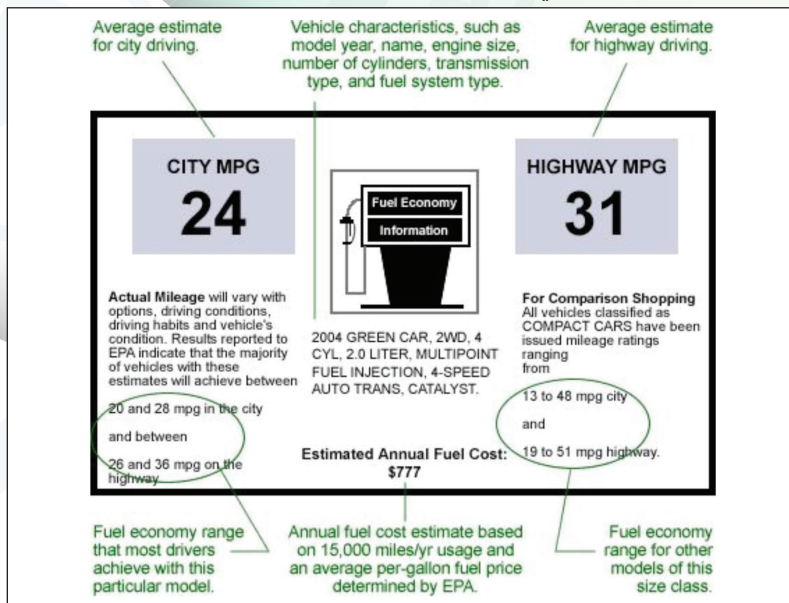 Average estimate
for city driving.
Vehicle characteristics, such as
model year, name, engine size,
number of cylinders, transmission
type, and fuel system type.
Average estimate
for highway driving.
CITY MPG
24
Fuel Economy
Information
HIGHWAY MPG
31
Actual Mileage will vary with
options, driving conditions,
driving habits and vehicle's
condition. Results reported to
EPA indicate that the majority
of vehicles with these
estimates will achieve between
20 and 28 mpg in the city
and between
26 and 36 mpg on the
highway
2004 GREEN CAR, 2WD, 4
CYL, 2.0 LITER, MULTIPOINT
FUEL INJECTION, 4-SPEED
AUTO TRANS, CATALYST.
Estimated Annual Fuel Cost:
$777
For Comparison Shopping
All vehicles classified as
COMPACT CARS have been
issued mileage ratings
ranging
from
13 to 48 mpg city
and
19 to 51 mpg highway.
Fuel economy range
that most drivers
achieve with this
particular model.
Annual fuel cost estimate based
on 15,000 miles/yr usage and
an average per-gallon fuel price
determined by EPA.
Fuel economy
range for other
models of this
size class.